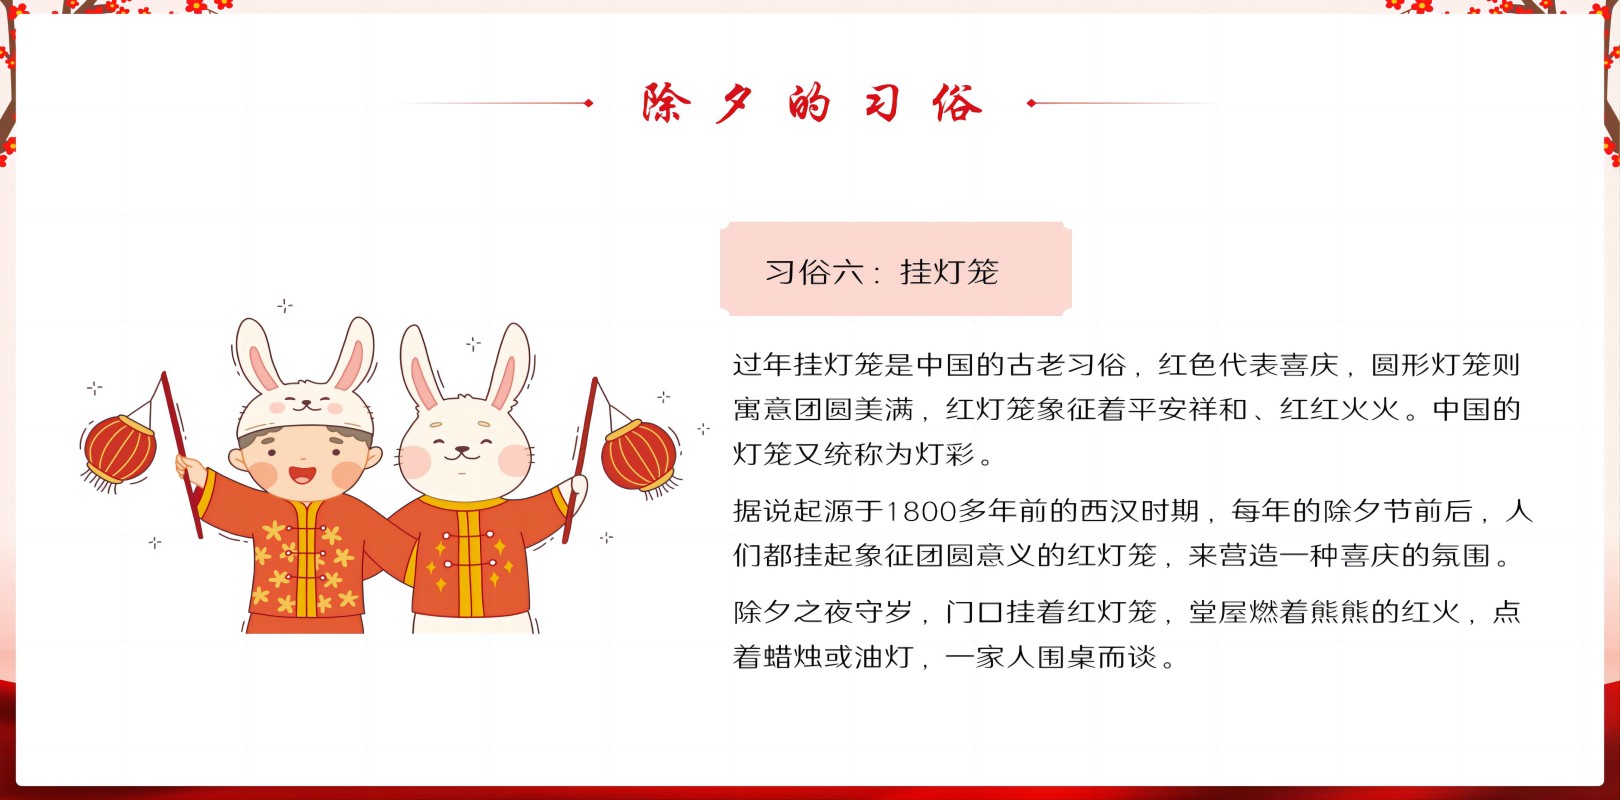 除夕的习俗
习俗六：挂灯笼
过年挂灯笼是中国的古老习俗，红色代表喜庆，圆形灯笼则
寓意团圆美满，红灯笼象征着平安祥和、红红火火。中国的
灯笼又统称为灯彩。
据说起源于1800多年前的西汉时期，每年的除夕节前后，人
们都挂起象征团圆意义的红灯笼，来营造一种喜庆的氛围。
除夕之夜守岁，门口挂着红灯笼，堂屋燃着熊熊的红火，点
着蜡烛或油灯，一家人围桌而谈。